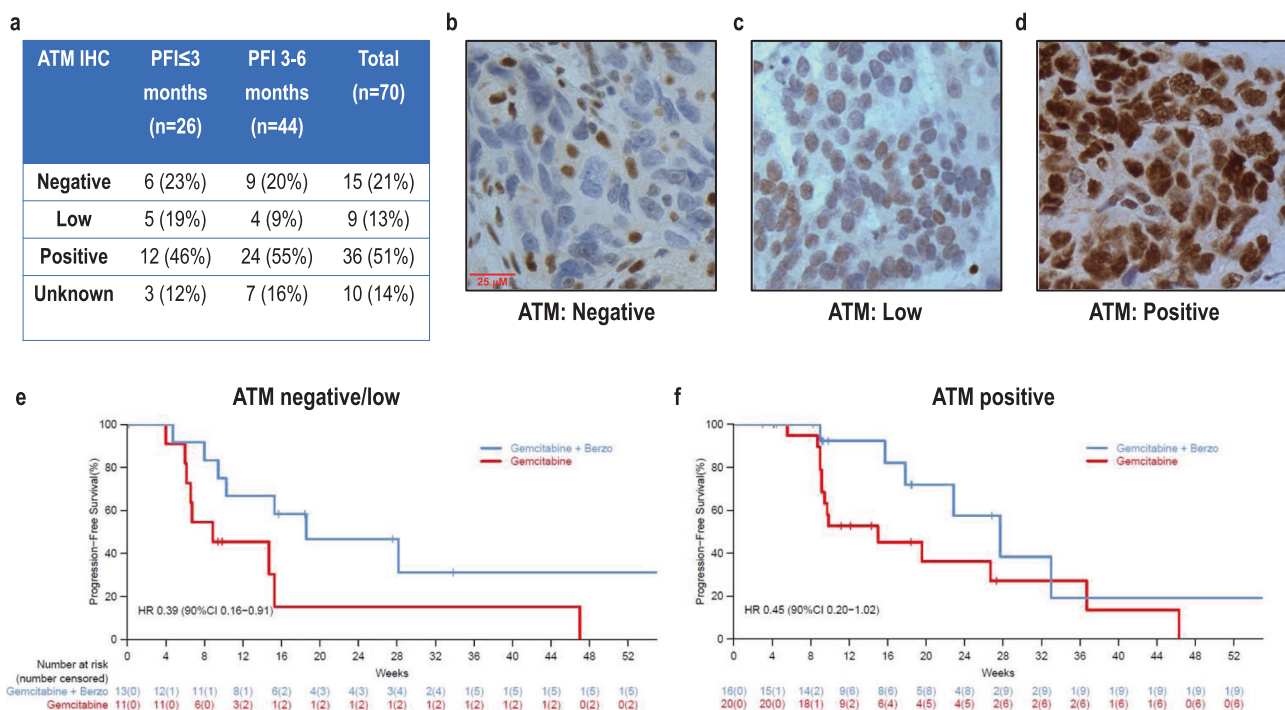 a
ATM IHC PFI≤3 months (n=26) PFI 3-6 months (n=44) Total (n=70)
Negative 6 (23%) 9 (20%) 15 (21%)
Low 5 (19%) 4 (9%) 9 (13%)
Positive 12 (46%) 24 (55%) 36 (51%)
Unknown 3 (12%) 7 (16%) 10 (14%)
b
25 µM
ATM: Negative
c
ATM: Low
d
ATM: Positive
e
ATM negative/low
Progression-Free Survival(%)
100
80
60
40
20
0
Gemcitabine + Berzo
Gemcitabine
HR 0.39 (90%CI 0.16-0.91)
0 4 8 12 16 20 24 28 32 36 40 44 48 52
Weeks
Number at risk
(number censored)
Gemcitabine + Berzo 13(0) 12(1) 11(1) 8(1) 6(2) 4(3) 4(3) 3(4) 2(4) 1(5) 1(5) 1(5) 1(5) 1(5)
Gemcitabine 11(0) 11(0) 6(0) 3(2) 1(2) 1(2) 1(2) 1(2) 1(2) 1(2) 1(2) 1(2) 0(2) 0(2)
f
ATM positive
Progression-Free Survival(%)
100
80
60
40
20
0
Gemcitabine + Berzo
Gemcitabine
HR 0.45 (90%CI 0.20-1.02)
0 4 8 12 16 20 24 28 32 36 40 44 48 52
Weeks
16(0) 15(1) 14(2) 9(6) 8(6) 5(8) 4(8) 2(9) 2(9) 1(9) 1(9) 1(9) 1(9) 1(9)
20(0) 20(0) 18(1) 9(2) 6(4) 4(5) 4(5) 2(6) 2(6) 2(6) 1(6) 1(6) 0(6) 0(6)